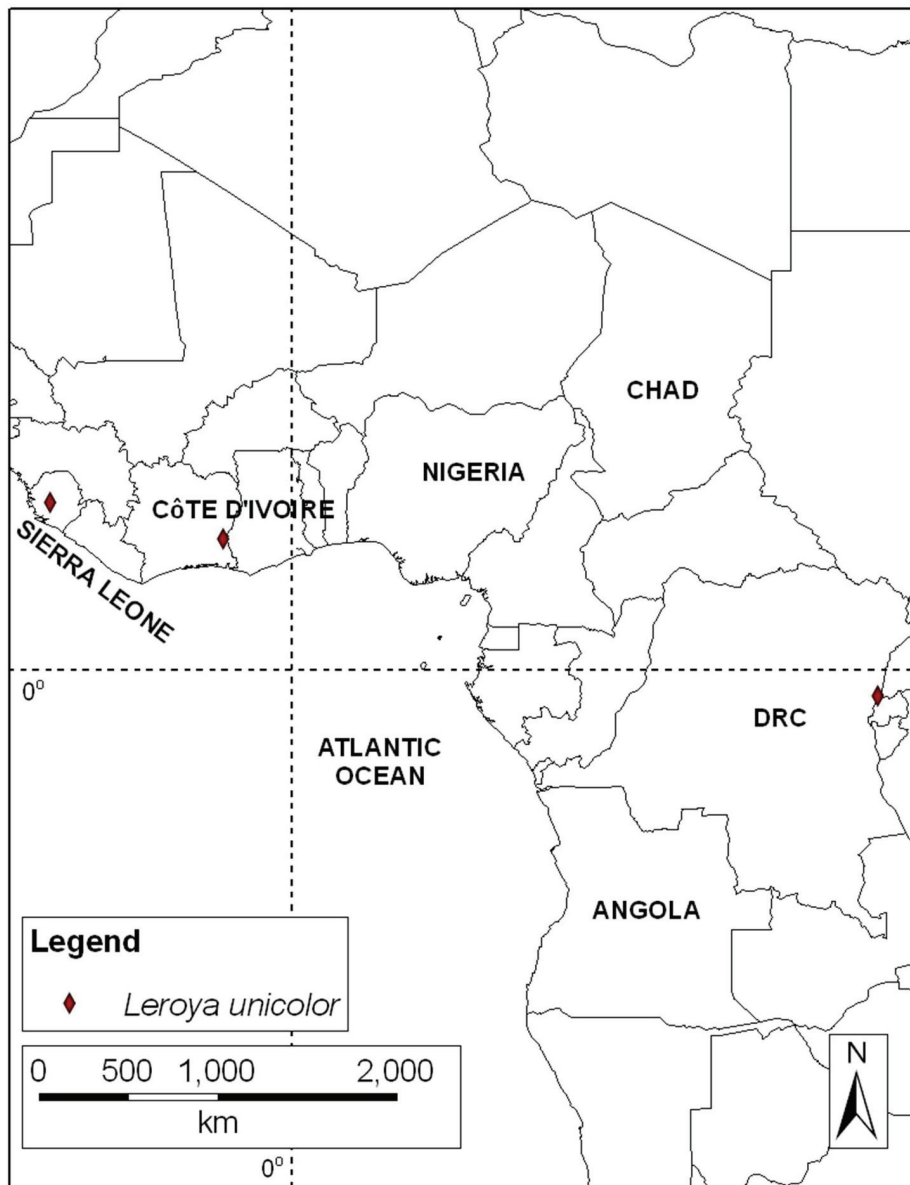 CHAD
NIGERIA
CôTE D'IVOIRE
SIERRA LEONE
0°
DRC
ATLANTIC
OCEAN
ANGOLA
Legend
Leroya unicolor
0 500 1,000 2,000
km
N
0°